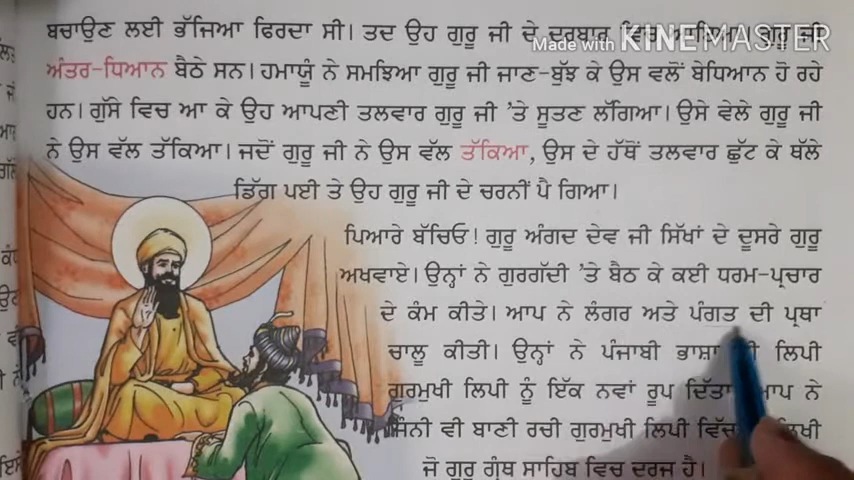 ਬਚਾਉਣ ਲਈ ਭੱਜਿਆ ਫਿਰਦਾ ਸੀ। ਤਦ ਉਹ ਗੁਰੂ ਜੀ ਦੇ ਦਰਬਾਰ ਵਿਚ ਆਇਆ। ਗੁਰੂ ਜੀ
Made with KINEMASTER
ਅੰਤਰ-ਧਿਆਨ ਬੈਠੇ ਸਨ। ਹਮਾਯੂੰ ਨੇ ਸਮਝਿਆ ਗੁਰੂ ਜੀ ਜਾਣ-ਬੁੱਝ ਕੇ ਉਸ ਵਲੋਂ ਬੇਧਿਆਨ ਹੋ ਰਹੇ
ਹਨ। ਗੁੱਸੇ ਵਿਚ ਆ ਕੇ ਉਹ ਆਪਣੀ ਤਲਵਾਰ ਗੁਰੂ ਜੀ 'ਤੇ ਸੂਤਣ ਲੱਗਿਆ। ਉਸੇ ਵੇਲੇ ਗੁਰੂ ਜੀ
ਨੇ ਉਸ ਵੱਲ ਤੱਕਿਆ। ਜਦੋਂ ਗੁਰੂ ਜੀ ਨੇ ਉਸ ਵੱਲ ਤੱਕਿਆ, ਉਸ ਦੇ ਹੱਥੋਂ ਤਲਵਾਰ ਛੁੱਟ ਕੇ ਥੱਲੇ
ਡਿੱਗ ਪਈ ਤੇ ਉਹ ਗੁਰੂ ਜੀ ਦੇ ਚਰਨੀਂ ਪੈ ਗਿਆ।
ਪਿਆਰੇ ਬੱਚਿਓ! ਗੁਰੂ ਅੰਗਦ ਦੇਵ ਜੀ ਸਿੱਖਾਂ ਦੇ ਦੂਸਰੇ ਗੁਰੂ
ਅਖਵਾਏ। ਉਨ੍ਹਾਂ ਨੇ ਗੁਰਗੱਦੀ 'ਤੇ ਬੈਠ ਕੇ ਕਈ ਧਰਮ-ਪ੍ਰਚਾਰ
ਦੇ ਕੰਮ ਕੀਤੇ। ਆਪ ਨੇ ਲੰਗਰ ਅਤੇ ਪੰਗਤ ਦੀ ਪ੍ਰਥਾ
ਚਾਲੂ ਕੀਤੀ। ਉਨ੍ਹਾਂ ਨੇ ਪੰਜਾਬੀ ਭਾਸ਼ਾ ਲਿਪੀ
ਗੁਰਮੁਖੀ ਲਿਪੀ ਨੂੰ ਇੱਕ ਨਵਾਂ ਰੂਪ ਦਿੱਤਾ ਆਪ ਨੇ
ਜਿੰਨੀ ਵੀ ਬਾਣੀ ਰਚੀ ਗੁਰਮੁਖੀ ਲਿਪੀ ਵਿੱਚ ਲਿਖੀ
ਜੋ ਗੁਰੂ ਗ੍ਰੰਥ ਸਾਹਿਬ ਵਿਚ ਦਰਜ ਹੈ।